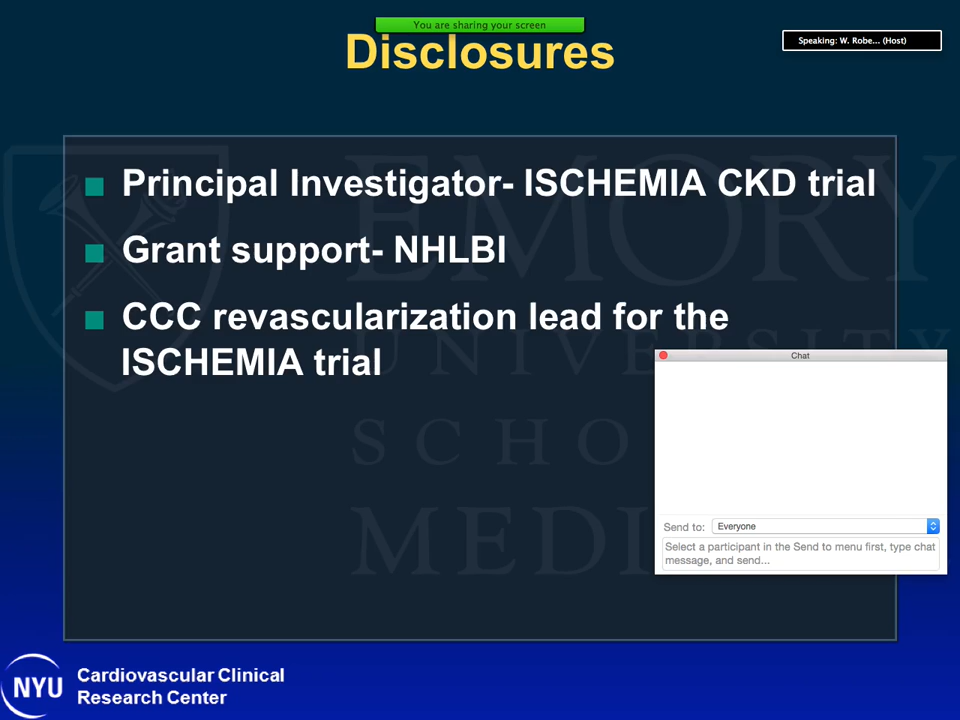 You are sharing your screen
Speaking: W. Robe... (Host)
Disclosures
Principal Investigator- ISCHEMIA CKD trial
Grant support- NHLBI
CCC revascularization lead for the
ISCHEMIA trial
EMORY
UNIVERSITY
SCHO
MEDI
Chat
Send to: Everyone
Select a participant in the Send to menu first, type chat
message, and send...
NYU
Cardiovascular Clinical
Research Center